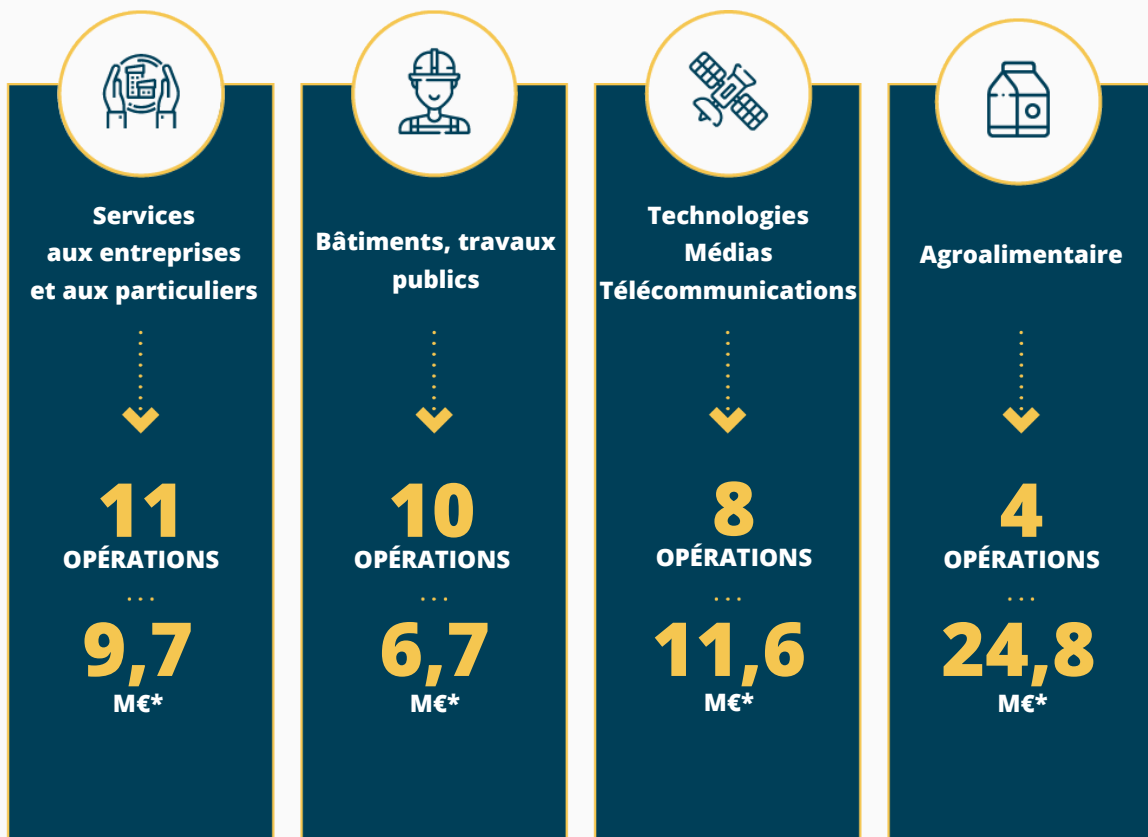 Services
aux entreprises
et aux particuliers
11
OPÉRATIONS
...
9,7
M€*
Bâtiments, travaux
publics
10
OPÉRATIONS
...
6,7
M€*
Technologies
Médias
Télécommunications
8
OPÉRATIONS
...
11,6
M€*
Agroalimentaire
4
OPÉRATIONS
...
24,8
M€*